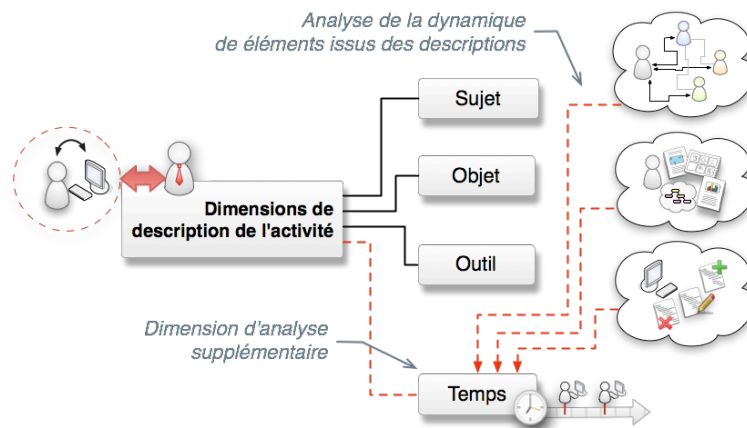 Analyse de la dynamique
de éléments issus des descriptions
Sujet
Objet
Dimensions de
description de l'activité
Outil
Dimension d'analyse
supplémentaire
Temps